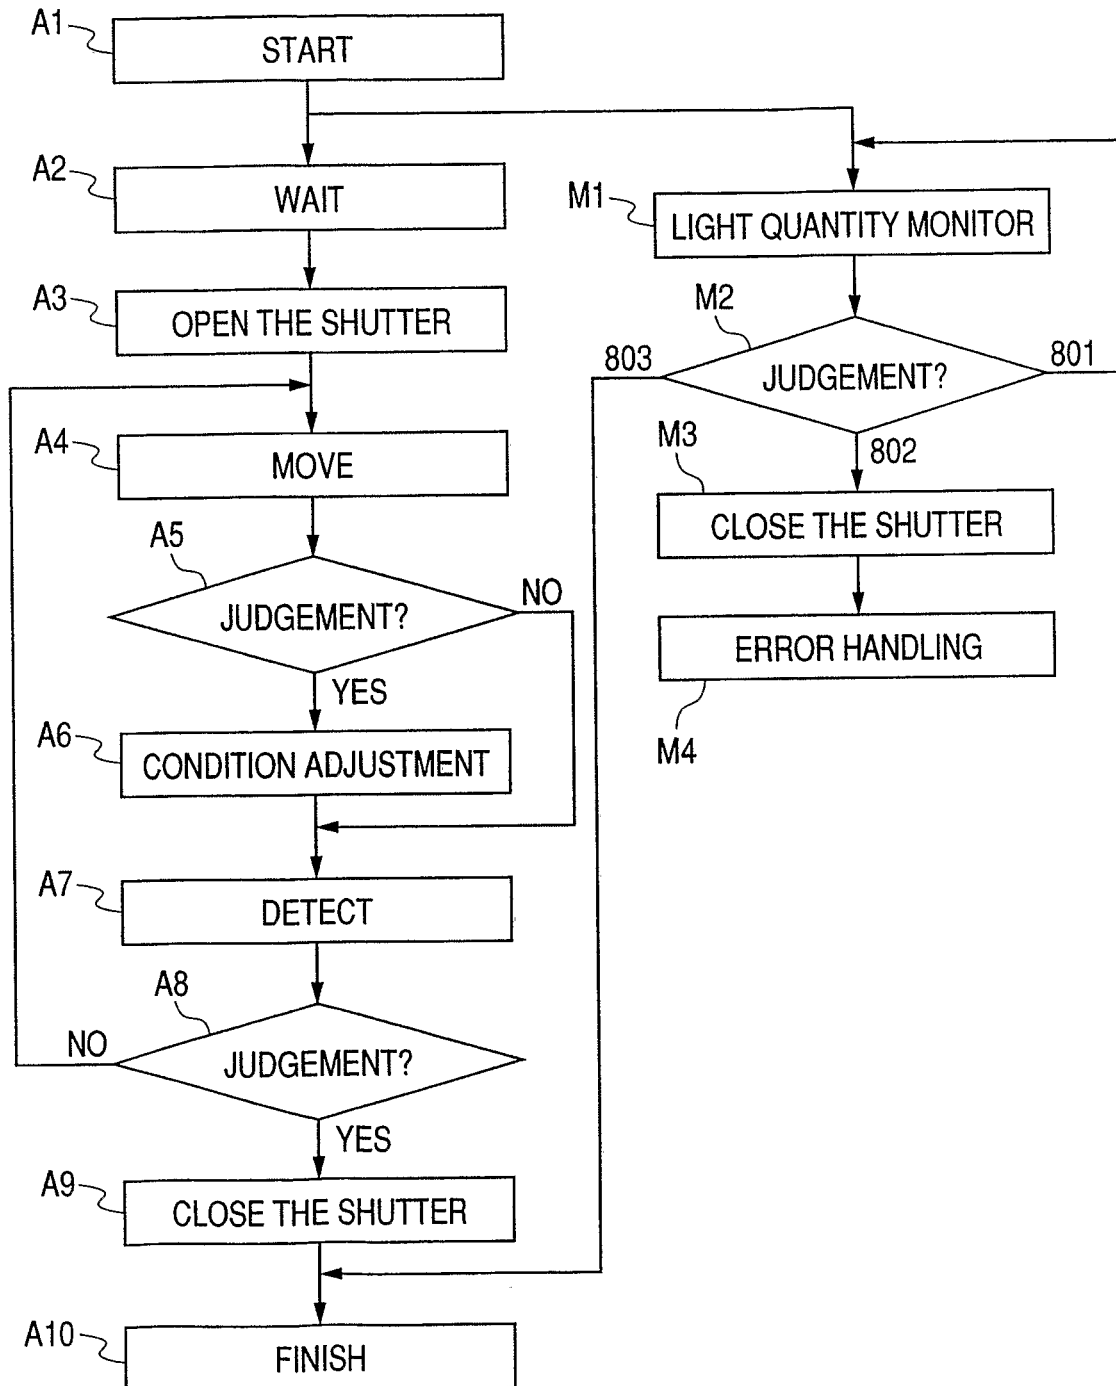 A1
START
A2
WAIT
A3
OPEN THE SHUTTER
A4
MOVE
A5
JUDGEMENT?
NO
YES
A6
CONDITION ADJUSTMENT
A7
DETECT
A8
NO
JUDGEMENT?
YES
A9
CLOSE THE SHUTTER
A10
FINISH
M1
LIGHT QUANTITY MONITOR
M2
803
JUDGEMENT?
801
802
M3
CLOSE THE SHUTTER
ERROR HANDLING
M4